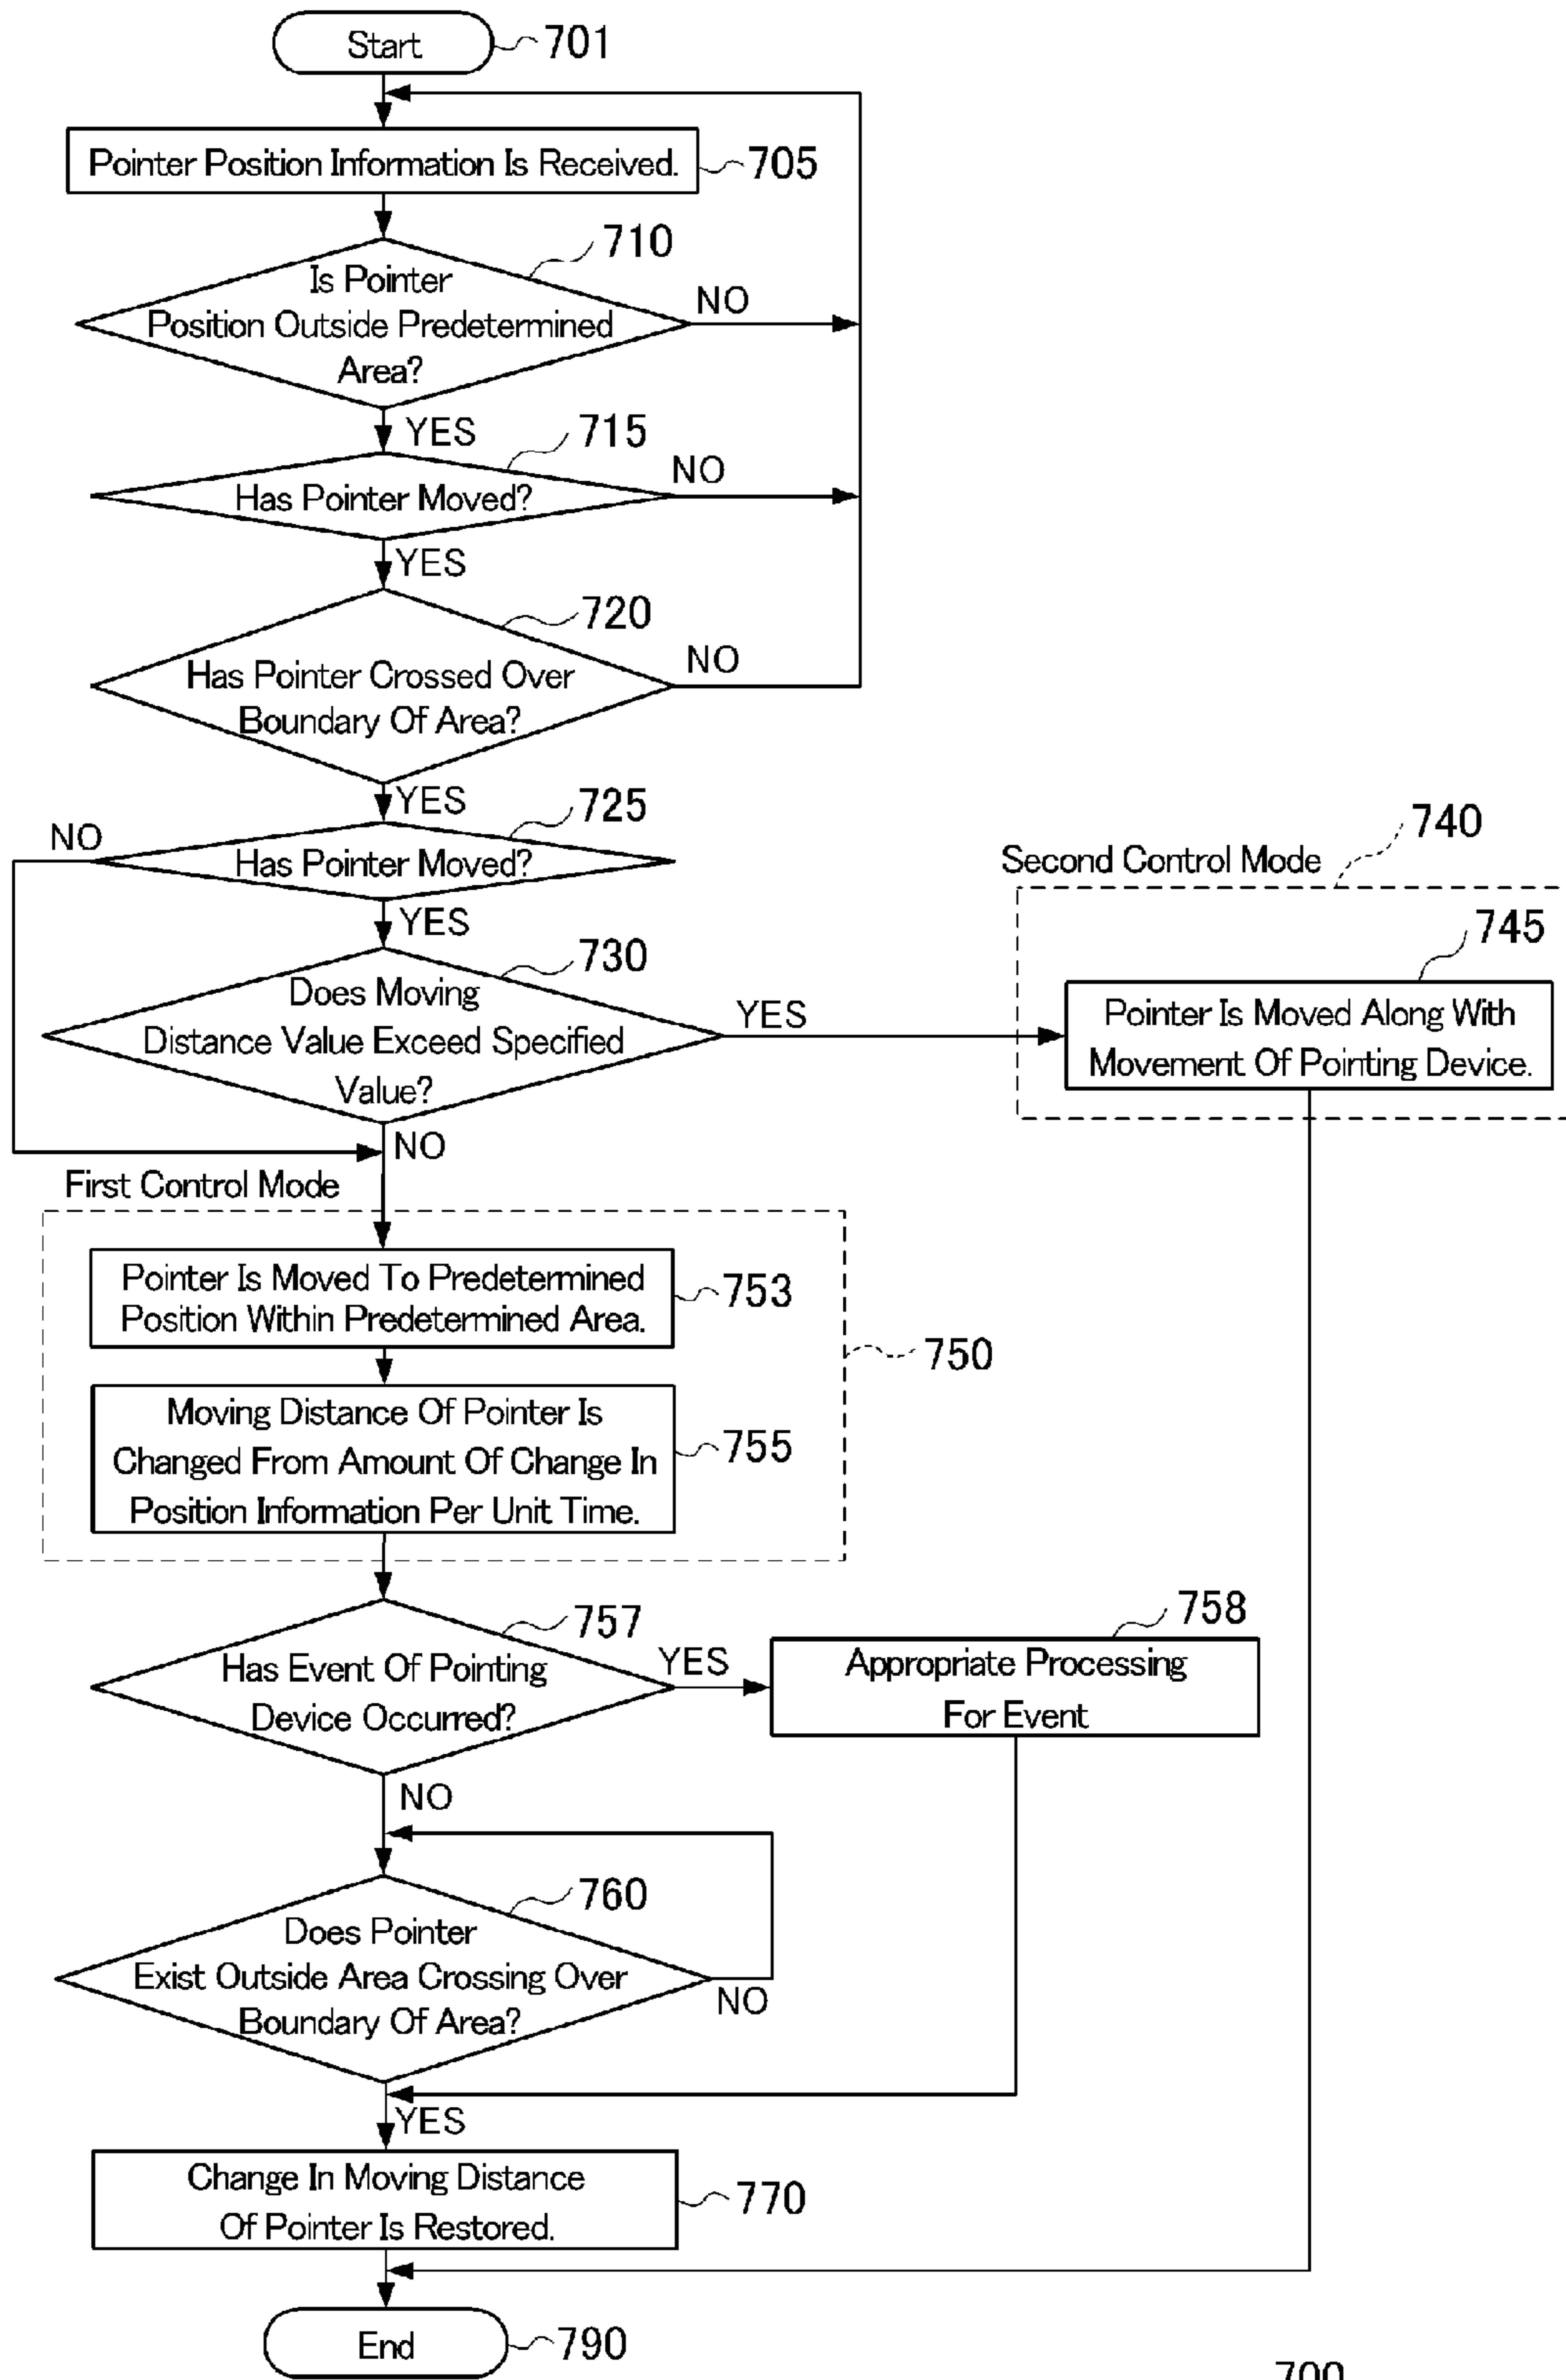 Start
701
Pointer Position Information Is Received.
705
710
Is Pointer
Position Outside Predetermined
Area?
NO
YES
715
Has Pointer Moved?
NO
YES
720
Has Pointer Crossed Over
Boundary Of Area?
NO
YES
725
NO
Has Pointer Moved?
YES
730
Does Moving
Distance Value Exceed Specified
Value?
YES
NO
740
Second Control Mode
745
Pointer Is Moved Along With
Movement Of Pointing Device.
First Control Mode
Pointer Is Moved To Predetermined
Position Within Predetermined Area.
753
750
Moving Distance Of Pointer Is
Changed From Amount Of Change In
Position Information Per Unit Time.
755
757
Has Event Of Pointing
Device Occurred?
YES
758
Appropriate Processing
For Event
NO
760
Does Pointer
Exist Outside Area Crossing Over
Boundary Of Area?
NO
YES
Change In Moving Distance
Of Pointer Is Restored.
770
End
790
700